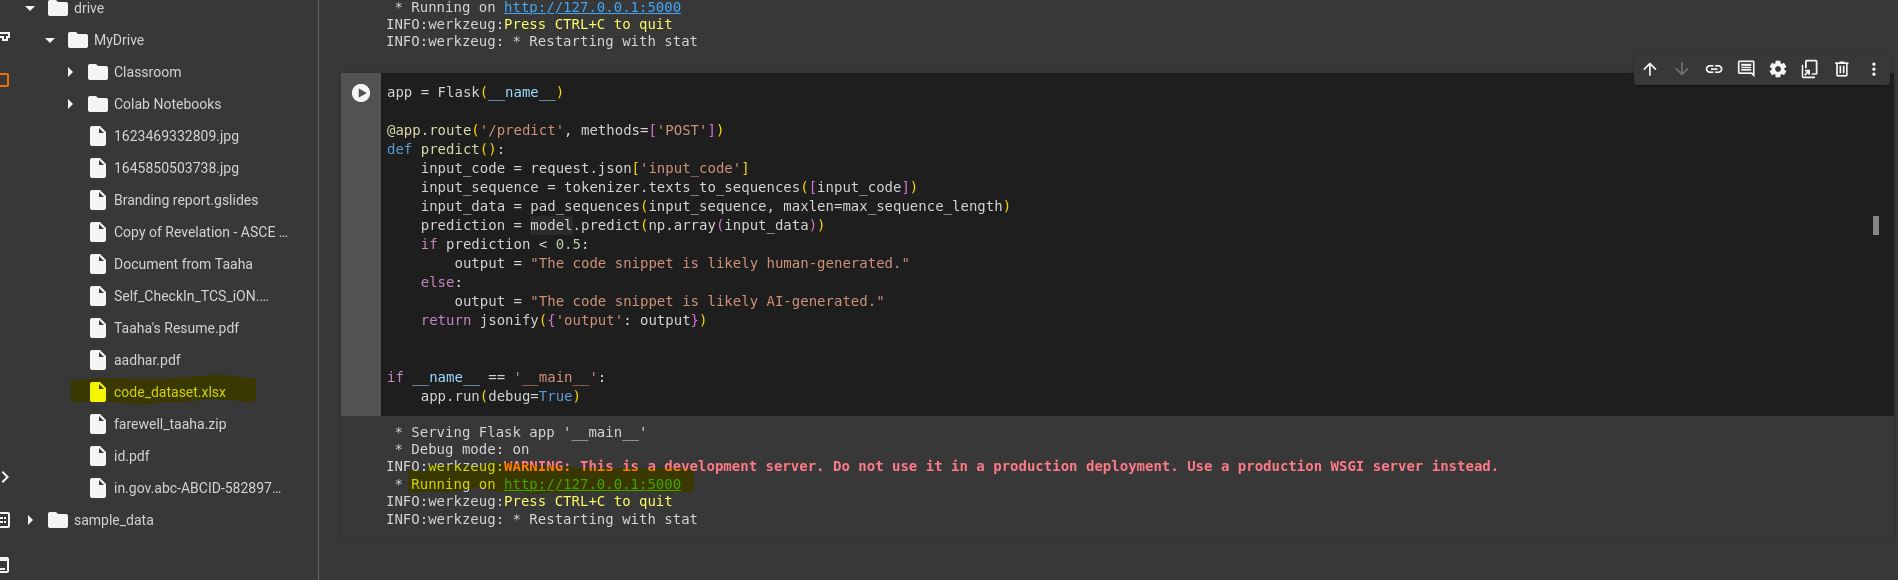 drive
MyDrive
Classroom
Colab Notebooks
1623469332809.jpg
1645850503738.jpg
Branding report.gslides
Copy of Revelation - ASCE ...
Document from Taaha
Self_CheckIn_TCS_iON....
Taaha's Resume.pdf
aadhar.pdf
code_dataset.xlsx
farewell_taaha.zip
id.pdf
in.gov.abc-ABCID-582897...
sample_data
* Running on http://127.0.0.1:5000
INFO:werkzeug:Press CTRL+C to quit
INFO:werkzeug: * Restarting with stat
app = Flask(__name__)
@app.route('/predict', methods=['POST'])
def predict():
    input_code = request.json['input_code']
    input_sequence = tokenizer.texts_to_sequences([input_code])
    input_data = pad_sequences(input_sequence, maxlen=max_sequence_length)
    prediction = model.predict(np.array(input_data))
    if prediction < 0.5:
        output = "The code snippet is likely human-generated."
    else:
        output = "The code snippet is likely AI-generated."
    return jsonify({'output': output})
if __name__ == '__main__':
    app.run(debug=True)
* Serving Flask app '__main__'
* Debug mode: on
INFO:werkzeug:WARNING: This is a development server. Do not use it in a production deployment. Use a production WSGI server instead.
* Running on http://127.0.0.1:5000
INFO:werkzeug:Press CTRL+C to quit
INFO:werkzeug: * Restarting with stat